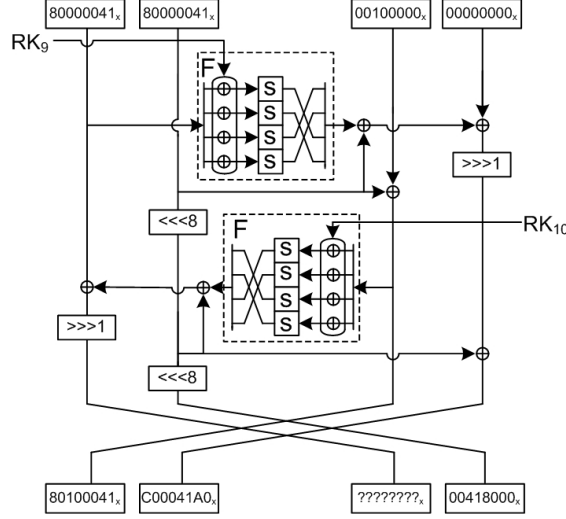 80000041ₓ 80000041ₓ 00100000ₓ 00000000ₓ
RK₉
F
S
S
S
S
>>>1
<<<8
F
RK₁₀
S
S
S
S
>>>1
<<<8
80100041ₓ C00041A0ₓ ????????ₓ 00418000ₓ